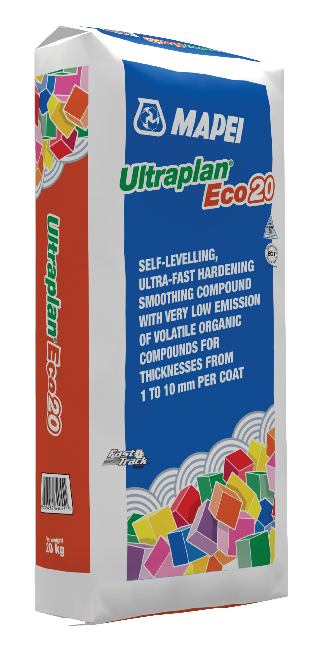 MAPEI
Ultraplan®
Eco20
SELF-LEVELLING,
ULTRA-FAST HARDENING
SMOOTHING COMPOUND
WITH VERY LOW EMISSION
OF VOLATILE ORGANIC
COMPOUNDS FOR
THICKNESSES FROM
1 TO 10 mm PER COAT
Fast
Track
Ultraplan® Eco20
20 kg